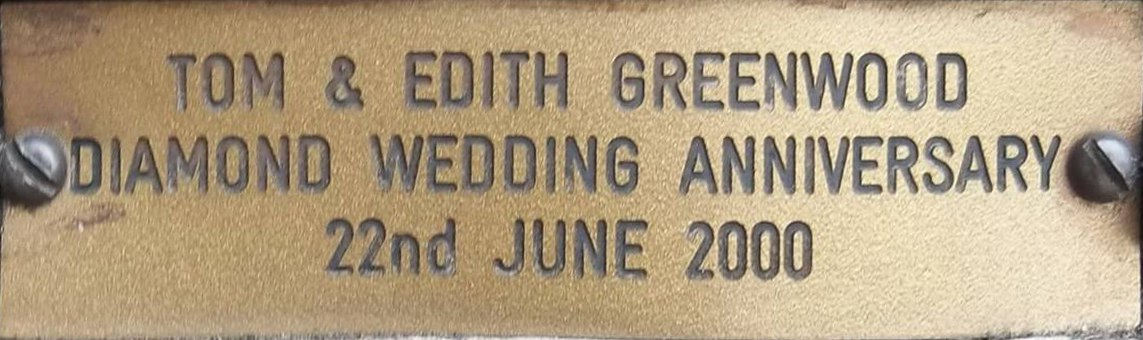 TOM & EDITH GREENWOOD
DIAMOND WEDDING ANNIVERSARY
22nd JUNE 2000